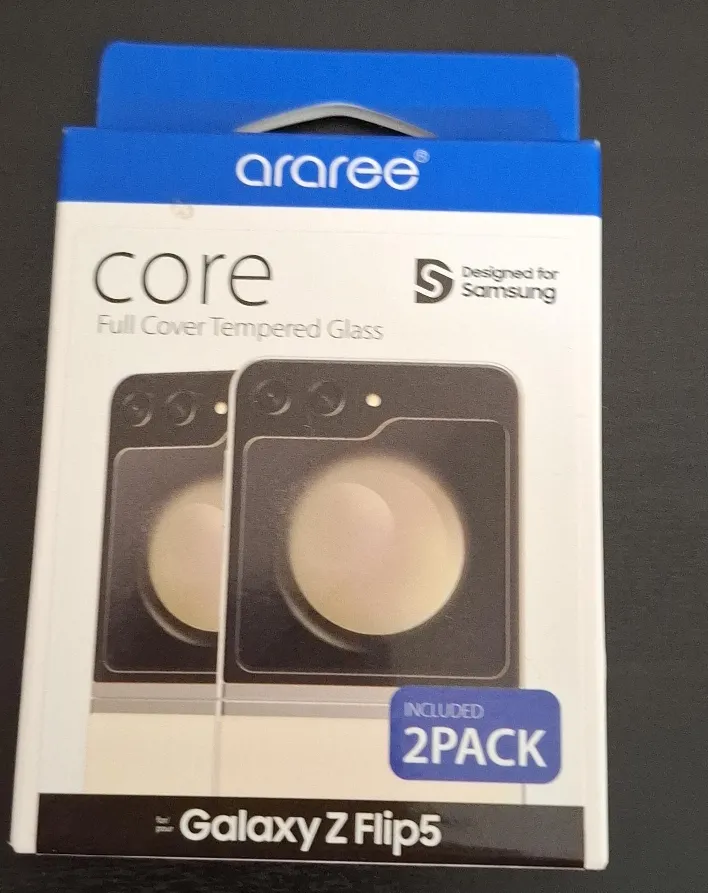 araree®
core
Full Cover Tempered Glass
Designed for
Samsung
INCLUDED
2PACK
for/
pour
Galaxy Z Flip5